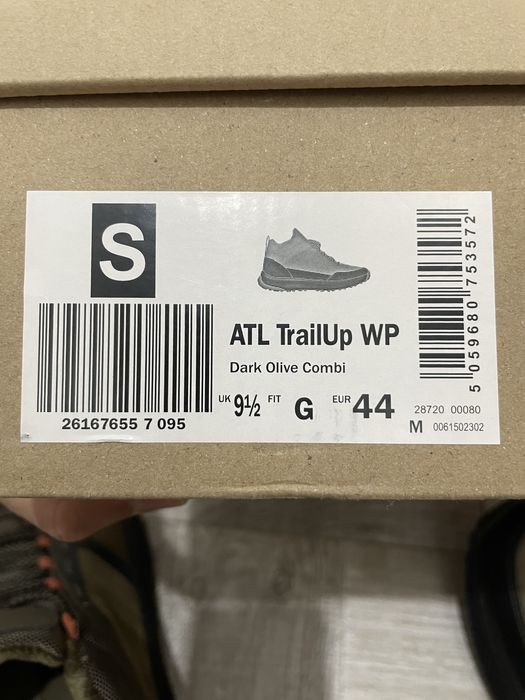 S
ATL TrailUp WP
Dark Olive Combi
UK 9½ FIT G EUR 44
26167655 7 095
28720 00080
M 0061502302
5 059680 753572